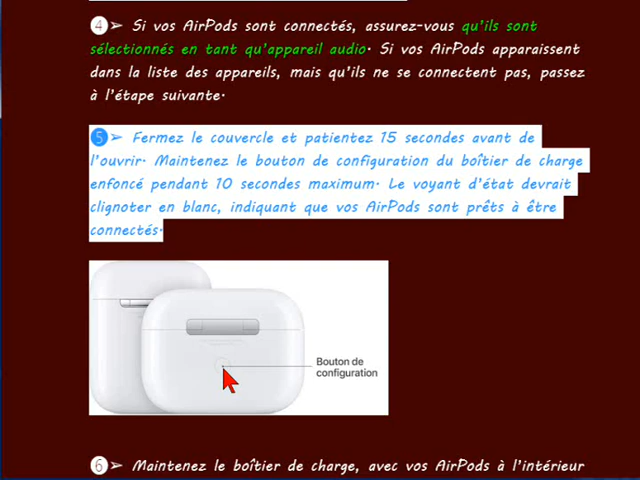 ④➢ Si vos AirPods sont connectés, assurez-vous qu'ils sont
sélectionnés en tant qu'appareil audio. Si vos AirPods apparaissent
dans la liste des appareils, mais qu'ils ne se connectent pas, passez
à l'étape suivante.
⑤➢ Fermez le couvercle et patientez 15 secondes avant de
l'ouvrir. Maintenez le bouton de configuration du boîtier de charge
enfoncé pendant 10 secondes maximum. Le voyant d'état devrait
clignoter en blanc, indiquant que vos AirPods sont prêts à être
connectés.
Bouton de
configuration
⑥➢ Maintenez le boîtier de charge, avec vos AirPods à l'intérieur